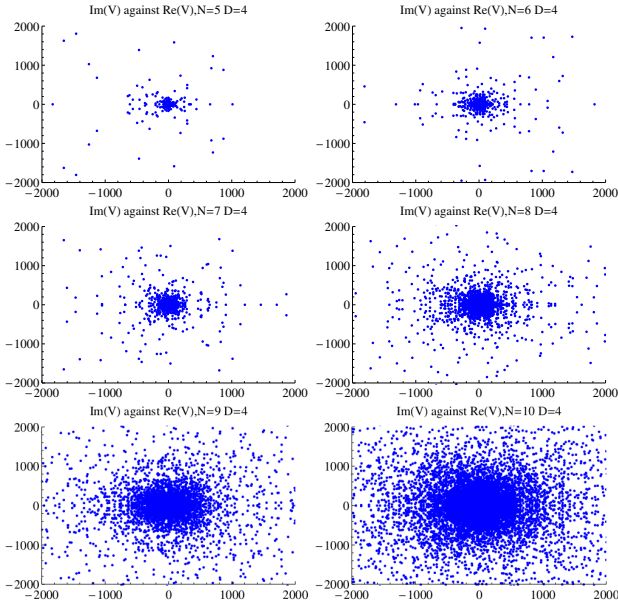 Im(V) against Re(V),N=5 D=4
2000
1000
0
−1000
−2000
−2000 −1000 0 1000 2000
Im(V) against Re(V),N=6 D=4
2000
1000
0
−1000
−2000
−2000 −1000 0 1000 2000
Im(V) against Re(V),N=7 D=4
2000
1000
0
−1000
−2000
−2000 −1000 0 1000 2000
Im(V) against Re(V),N=8 D=4
2000
1000
0
−1000
−2000
−2000 −1000 0 1000 2000
Im(V) against Re(V),N=9 D=4
2000
1000
0
−1000
−2000
−2000 −1000 0 1000 2000
Im(V) against Re(V),N=10 D=4
2000
1000
0
−1000
−2000
−2000 −1000 0 1000 2000